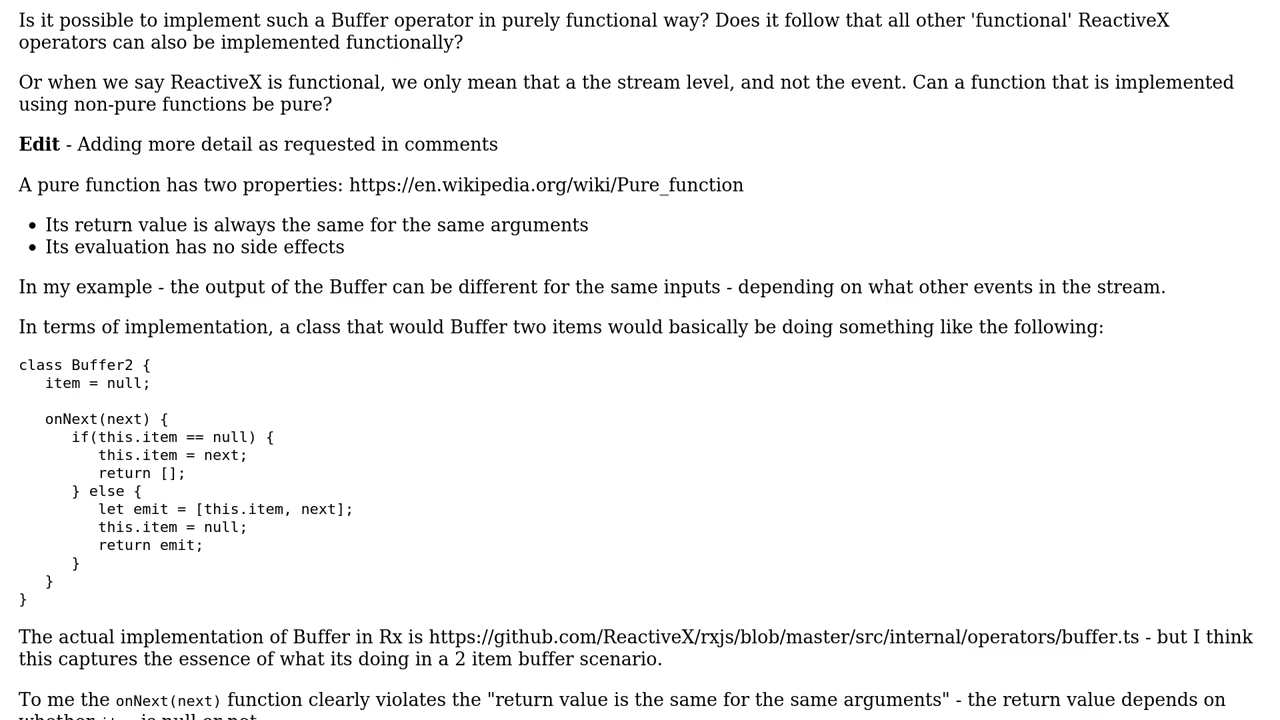 Is it possible to implement such a Buffer operator in purely functional way? Does it follow that all other 'functional' ReactiveX
operators can also be implemented functionally?
Or when we say ReactiveX is functional, we only mean that a the stream level, and not the event. Can a function that is implemented
using non-pure functions be pure?
Edit - Adding more detail as requested in comments
A pure function has two properties: https://en.wikipedia.org/wiki/Pure_function
• Its return value is always the same for the same arguments
• Its evaluation has no side effects
In my example - the output of the Buffer can be different for the same inputs - depending on what other events in the stream.
In terms of implementation, a class that would Buffer two items would basically be doing something like the following:
class Buffer2 {
   item = null;
   onNext(next) {
      if(this.item == null) {
         this.item = next;
         return [];
      } else {
         let emit = [this.item, next];
         this.item = null;
         return emit;
      }
   }
}
The actual implementation of Buffer in Rx is https://github.com/ReactiveX/rxjs/blob/master/src/internal/operators/buffer.ts - but I think
this captures the essence of what its doing in a 2 item buffer scenario.
To me the onNext(next) function clearly violates the "return value is the same for the same arguments" - the return value depends on
whether item is null or not